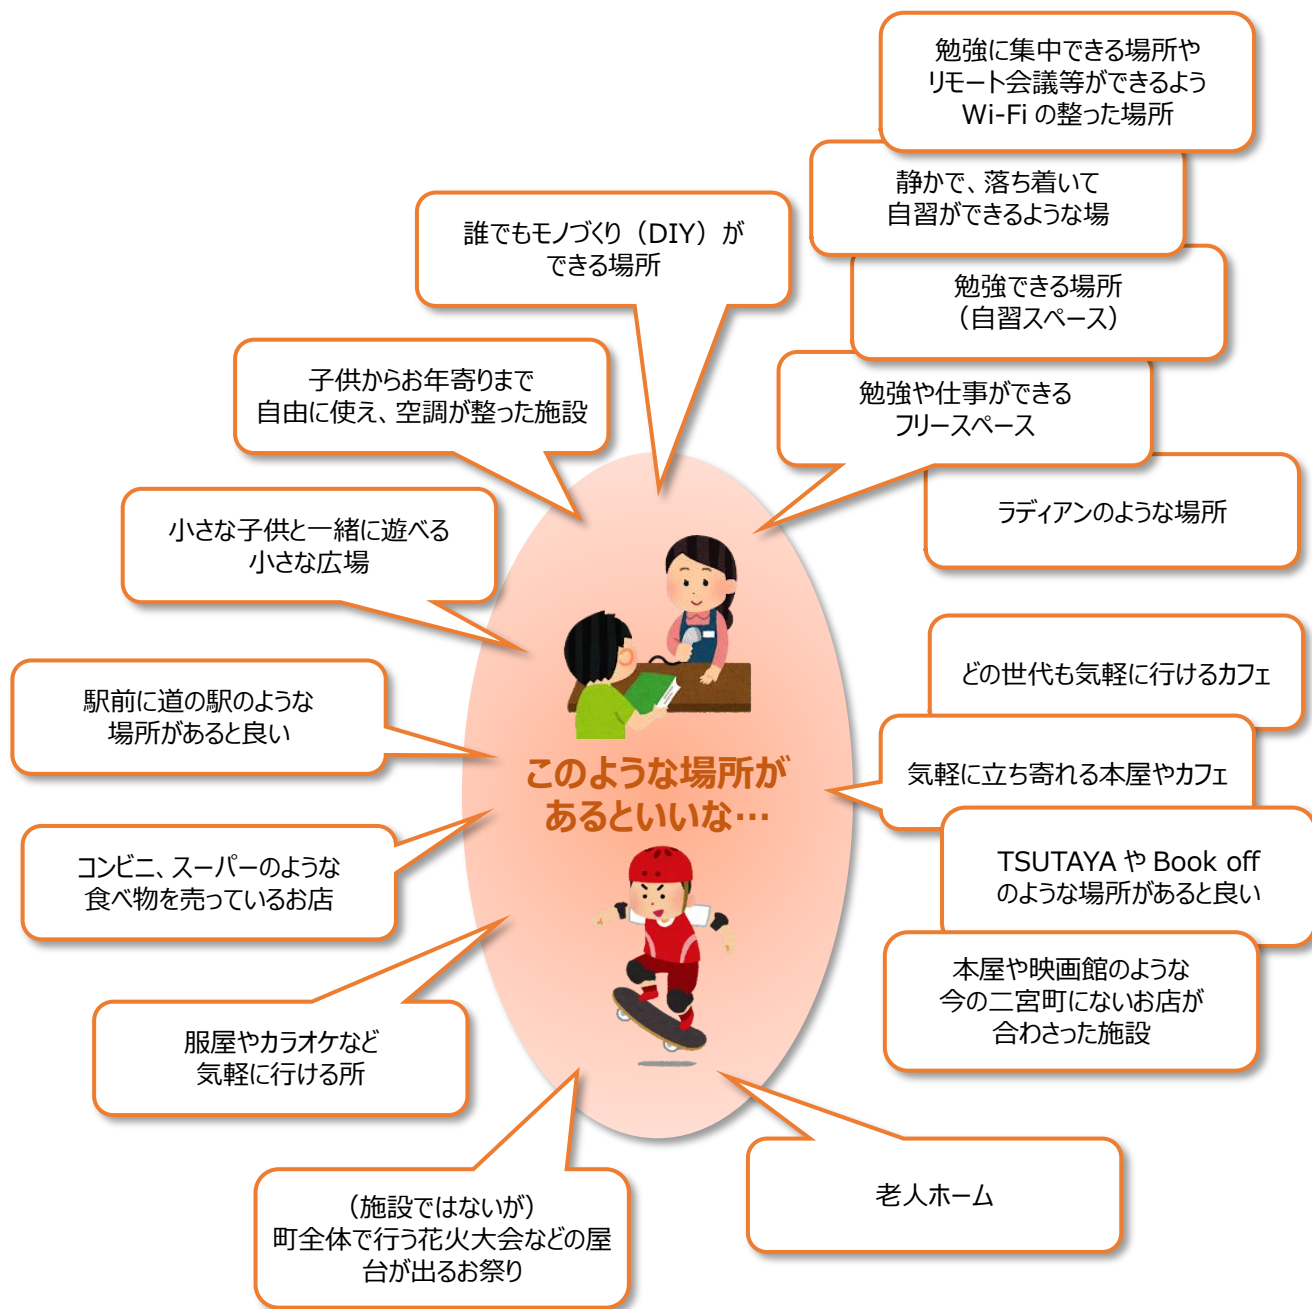 勉強に集中できる場所や
リモート会議等ができるよう
Wi-Fi の整った場所
静かで、落ち着いて
自習ができるような場
誰でもモノづくり（DIY）が
できる場所
勉強できる場所
（自習スペース）
子供からお年寄りまで
自由に使え、空調が整った施設
勉強や仕事ができる
フリースペース
小さな子供と一緒に遊べる
小さな広場
ラディアンのような場所
駅前に道の駅のような
場所があると良い
どの世代も気軽に行けるカフェ
このような場所が
あるといいな…
気軽に立ち寄れる本屋やカフェ
コンビニ、スーパーのような
食べ物を売っているお店
TSUTAYA や Book off
のような場所があると良い
本屋や映画館のような
今の二宮町にないお店が
合わさった施設
服屋やカラオケなど
気軽に行ける所
（施設ではないが）
町全体で行う花火大会などの屋
台が出るお祭り
老人ホーム